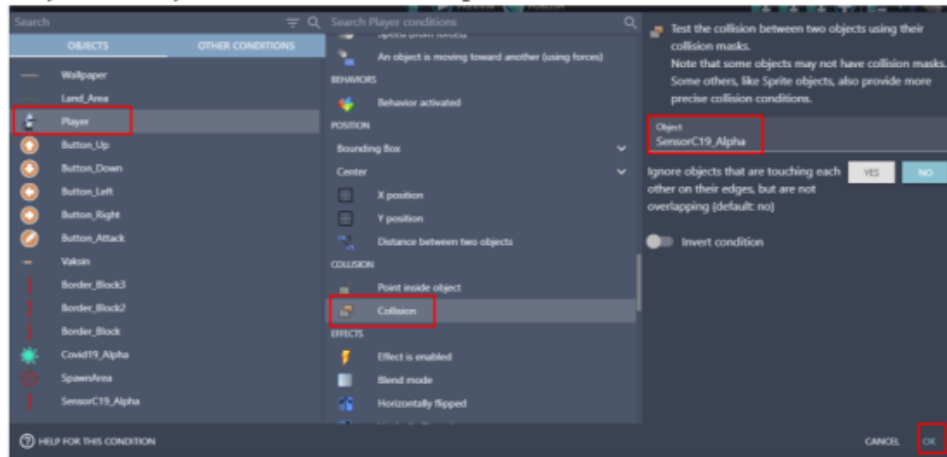 Search
OBJECTS
OTHER CONDITIONS
Wallpaper
Land_Area
Player
Button_Up
Button_Down
Button_Left
Button_Right
Button_Attack
Vaksin
Border_Block3
Border_Block2
Border_Block
Covid19_Alpha
SpawnArea
SensorC19_Alpha
HELP FOR THIS CONDITION
Search Player conditions
Speed (from forces)
An object is moving toward another (using forces)
BEHAVIORS
Behavior activated
POSITION
Bounding Box
Center
X position
Y position
Distance between two objects
COLLISION
Point inside object
Collision
EFFECTS
Effect is enabled
Blend mode
Horizontally flipped
Test the collision between two objects using their
collision masks.
Note that some objects may not have collision masks.
Some others, like Sprite objects, also provide more
precise collision conditions.
Object
SensorC19_Alpha
Ignore objects that are touching each
other on their edges, but are not
overlapping (default: no)
YES
NO
Invert condition
CANCEL
OK